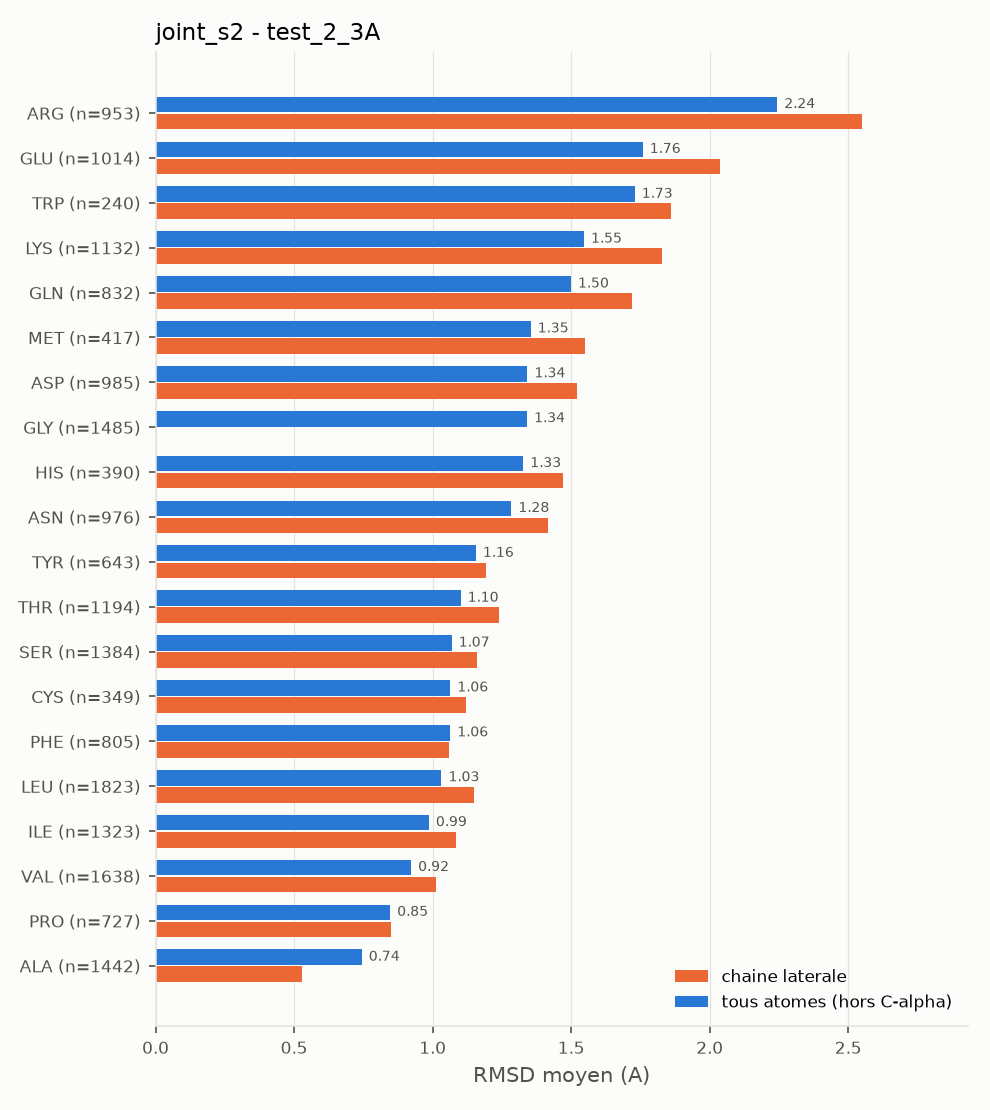 joint_s2 - test_2_3A
ARG (n=953) 2.24
GLU (n=1014) 1.76
TRP (n=240) 1.73
LYS (n=1132) 1.55
GLN (n=832) 1.50
MET (n=417) 1.35
ASP (n=985) 1.34
GLY (n=1485) 1.34
HIS (n=390) 1.33
ASN (n=976) 1.28
TYR (n=643) 1.16
THR (n=1194) 1.10
SER (n=1384) 1.07
CYS (n=349) 1.06
PHE (n=805) 1.06
LEU (n=1823) 1.03
ILE (n=1323) 0.99
VAL (n=1638) 0.92
PRO (n=727) 0.85
ALA (n=1442) 0.74
chaine laterale
tous atomes (hors C-alpha)
0.0 0.5 1.0 1.5 2.0 2.5
RMSD moyen (A)